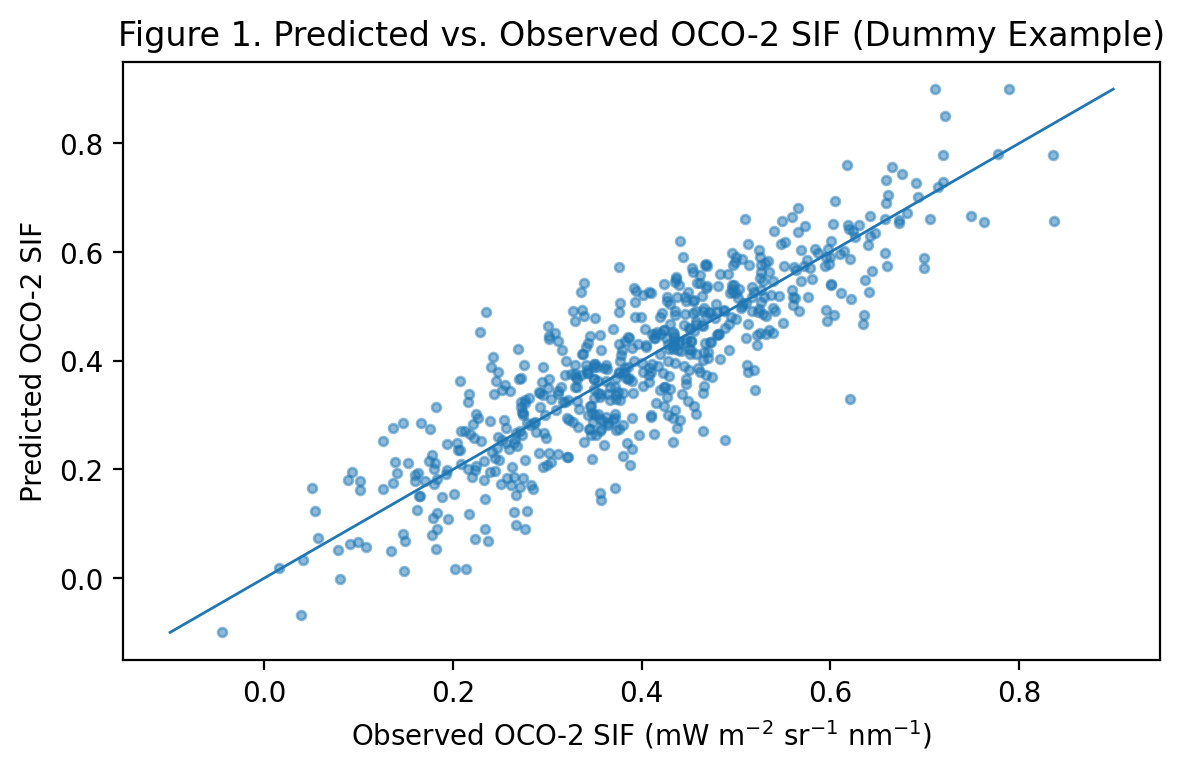 Figure 1. Predicted vs. Observed OCO-2 SIF (Dummy Example)
Predicted OCO-2 SIF
0.8
0.6
0.4
0.2
0.0
0.0 0.2 0.4 0.6 0.8
Observed OCO-2 SIF (mW m⁻² sr⁻¹ nm⁻¹)